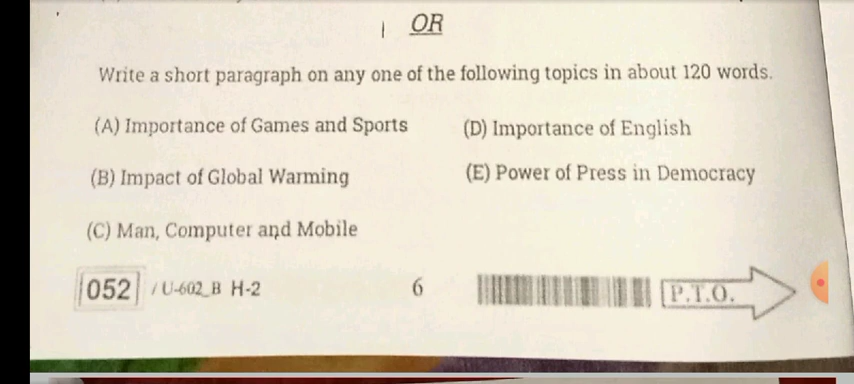 OR
Write a short paragraph on any one of the following topics in about 120 words.
(A) Importance of Games and Sports
(D) Importance of English
(B) Impact of Global Warming
(E) Power of Press in Democracy
(C) Man, Computer and Mobile
052 / U-602_B H-2 6 P.T.O.